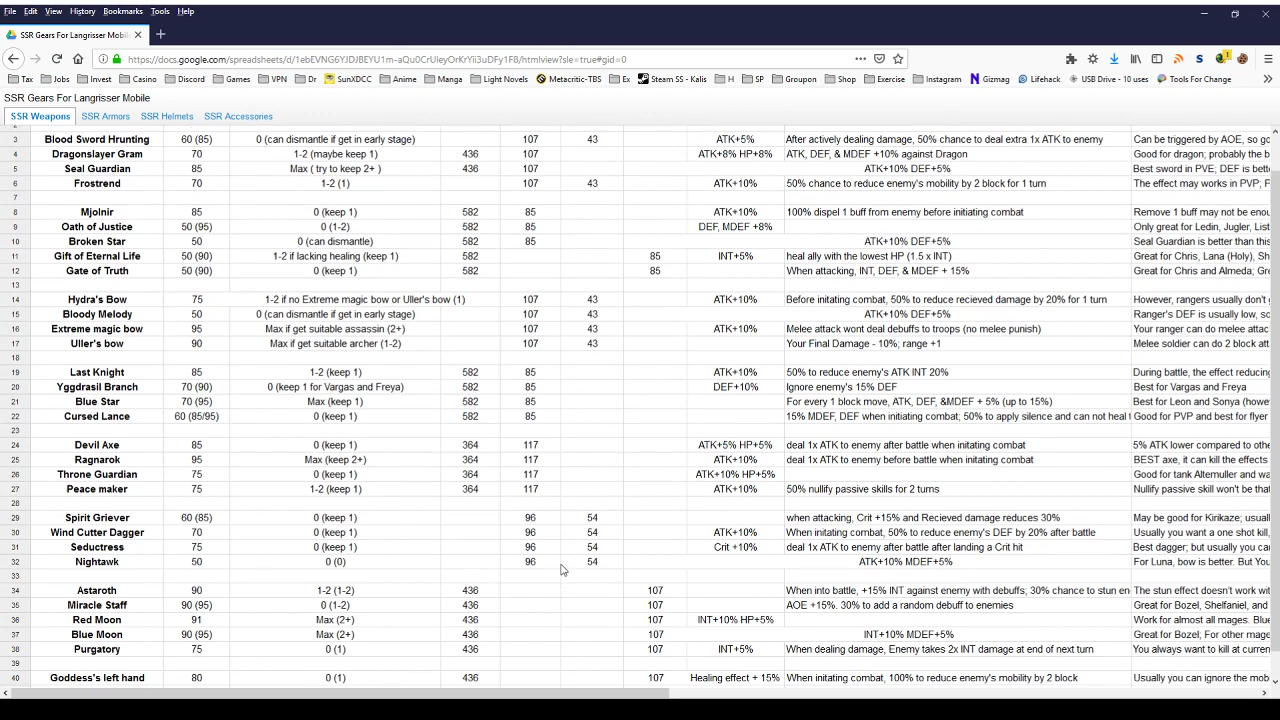 File Edit View History Bookmarks Tools Help
SSR Gears For Langrisser Mobile
https://docs.google.com/spreadsheets/d/1ebEVNG6YJDJBEYU1m-aQu0CrUleyOrKrYii3uDFy1F8/htmlview?sle=true#gid=0
Tax Jobs Invest Casino Discord Games VPN Dr SunXDCC Anime Manga Light Novels Metacritic-TBS Ex Steam SS - Kalis H D Groupon Shop Exercise Instagram Gizmag Lifehack USB Drive - 10 uses Tools For Change
SSR Gears For Langrisser Mobile
SSR Weapons SSR Armors SSR Helmets SSR Accessories
3 Blood Sword Hrunting 60 (85) 0 (can dismantle if get in early stage) 107 43 ATK+5% After actively dealing damage, 50% chance to deal extra 1x ATK to enemy Can be triggered by AOE, so go
4 Dragonslayer Gram 70 1-2 (maybe keep 1) 436 107 ATK+8% HP+8% ATK, DEF, & MDEF +10% against Dragon Good for dragon; probably the b
5 Seal Guardian 85 Max ( try to keep 2+ ) 436 107 ATK+10% DEF+5% Best sword in PVE; DEF is bette
6 Frostrend 70 1-2 (1) 107 43 ATK+10% 50% chance to reduce enemy's mobility by 2 block for 1 turn The effect may works in PVP; F
7
8 Mjolnir 85 0 (keep 1) 582 85 ATK+10% 100% dispel 1 buff from enemy before initiating combat Remove 1 buff may not be enou
9 Oath of Justice 50 (95) 0 (1-2) 582 85 DEF, MDEF +8% Only great for Ledin, Jugler, List
10 Broken Star 50 0 (can dismantle) 582 85 ATK+10% DEF+5% Seal Guardian is better than this
11 Gift of Eternal Life 50 (90) 1-2 if lacking healing (keep 1) 582 85 INT+5% heal ally with the lowest HP (1.5 x INT) Great for Chris, Lana (Holy), Sh
12 Gate of Truth 50 (90) 0 (keep 1) 582 85 When attacking, INT, DEF, & MDEF + 15% Great for Chris and Almeda; Gre
13
14 Hydra's Bow 75 1-2 if no Extreme magic bow or Uller's bow (1) 107 43 ATK+10% Before initating combat, 50% to reduce recieved damage by 20% for 1 turn However, rangers usually don't g
15 Bloody Melody 50 0 (can dismantle if get in early stage) 107 43 ATK+10% DEF+5% Ranger's DEF is usually low, so
16 Extreme magic bow 95 Max if get suitable assassin (2+) 107 43 ATK+10% Melee attack wont deal debuffs to troops (no melee punish) Your ranger can do melee attack
17 Uller's bow 90 Max if get suitable archer (1-2) 107 43 Your Final Damage - 10%; range +1 Melee soldier can do 2 block att
18
19 Last Knight 85 1-2 (keep 1) 582 85 50% to reduce enemy's ATK INT 20% During battle, the effect reducing
20 Yggdrasil Branch 70 (90) 0 (keep 1 for Vargas and Freya) 582 85 DEF+10% Ignore enemy's 15% DEF Best for Vargas and Freya
21 Blue Star 70 (90) Max (keep 1) 582 85 For every 1 block move, ATK, DEF, &MDEF + 5% (up to 15%) Best for Leon and Sonya (howev
22 Cursed Lance 60 (85/95) 0 (keep 1) 582 85 15% MDEF, DEF when initiating combat; 50% to apply silence and can not heal t Good for PVP and best for flyer
23
24 Devil Axe 85 0 (keep 1) 364 117 ATK+5% HP+5% deal 1x ATK to enemy after battle when initiating combat 5% ATK lower compared to othe
25 Ragnarok 95 Max (keep 2+) 364 117 ATK+10% deal 1x ATK to enemy before battle when initating combat BEST axe, it can kill the effects
26 Throne Guardian 75 0 (keep 1) 364 117 ATK+10% HP+5% Good for tank Altemuller and wa
27 Peace maker 75 1-2 (keep 1) 364 117 ATK+10% 50% nullify passive skills for 2 turns Nullify passive skill won't be tha
28
29 Spirit Griever 60 (85) 0 (keep 1) 96 54 when attacking, Crit +15% and Recieved damage reduces 30% May be good for Kirikaze; usual
30 Wind Cutter Dagger 70 0 (keep 1) 96 54 ATK+10% When initiating combat, 50% to reduce enemy's DEF by 20% after battle Usually you want a one shot kill,
31 Seductress 75 0 (keep 1) 96 54 Crit +10% deal 1x ATK to enemy after battle after landing a Crit hit Best dagger; but usually you ca
32 Nightawk 50 0 (0) 96 54 ATK+10% MDEF+5% For Luna, bow is better. But Yo
33
34 Astaroth 90 1-2 (1-2) 436 107 When into battle, +15% INT against enemy with debuffs; 30% chance to stun en The stun effect doesn't work wit
35 Miracle Staff 90 (95) 0 (1-2) 436 107 AOE +15%. 30% to add a random debuff to enemies Great for Bozel, Shelfaniel, and
36 Red Moon 91 Max (2+) 436 107 INT+10% HP+5% Work for almost all mages. Blue
37 Blue Moon 90 (95) Max (2+) 436 107 INT+10% MDEF+5% Great for Bozel; For other mage
38 Purgatory 75 0 (1) 436 107 INT+5% When dealing damage, Enemy takes 2x INT damage at end of next turn You always want to kill at curren
39
40 Goddess's left hand 80 0 (1) 107 Healing effect + 15% When initiating combat, 100% to reduce enemy's mobility by 2 block Usually you can ignore the mob